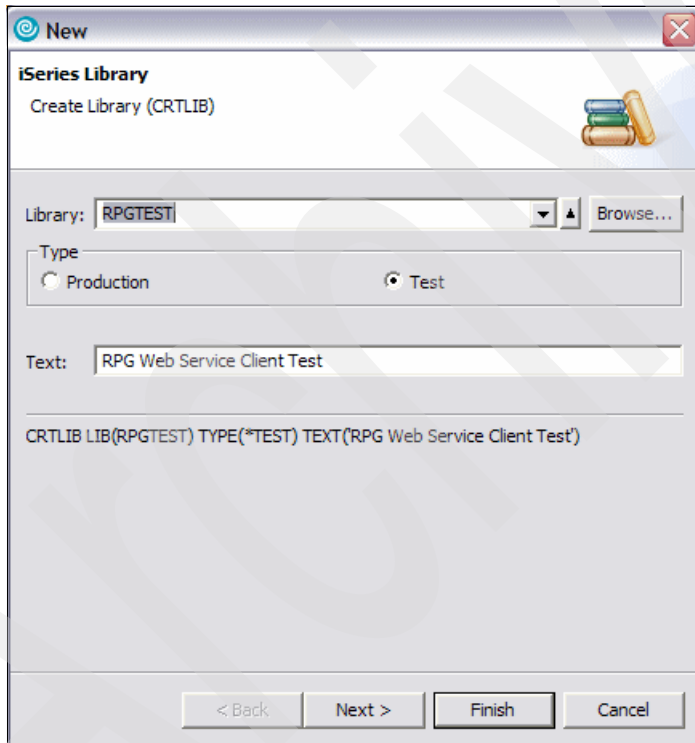 New
iSeries Library
Create Library (CRTLIB)
Library: RPGTEST Browse...
Type
Production Test
Text: RPG Web Service Client Test
CRTLIB LIB(RPGTEST) TYPE(*TEST) TEXT('RPG Web Service Client Test')
< Back Next > Finish Cancel